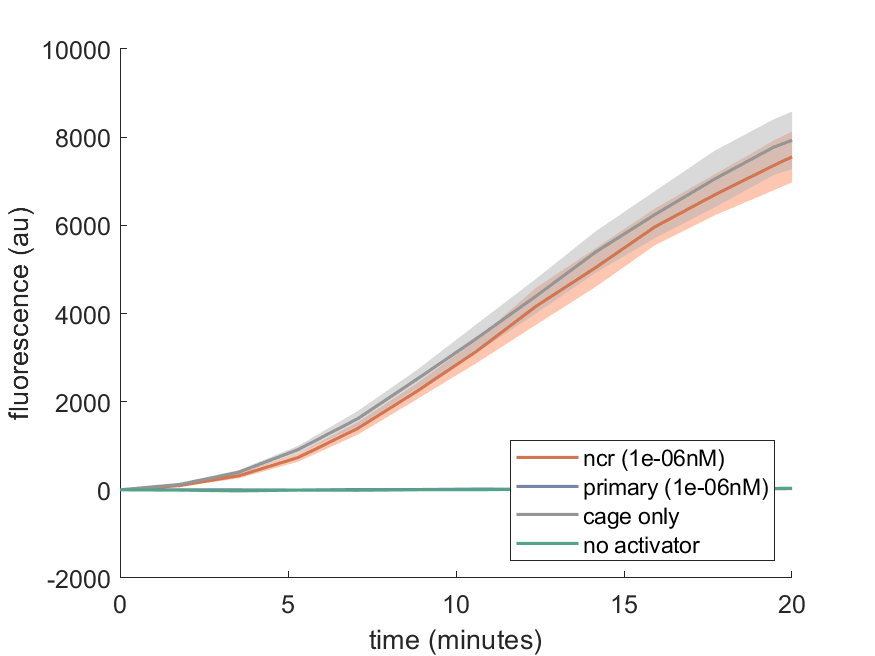 10000
8000
6000
4000
2000
0
-2000
fluorescence (au)
ncr (1e-06nM)
primary (1e-06nM)
cage only
no activator
0 5 10 15 20
time (minutes)